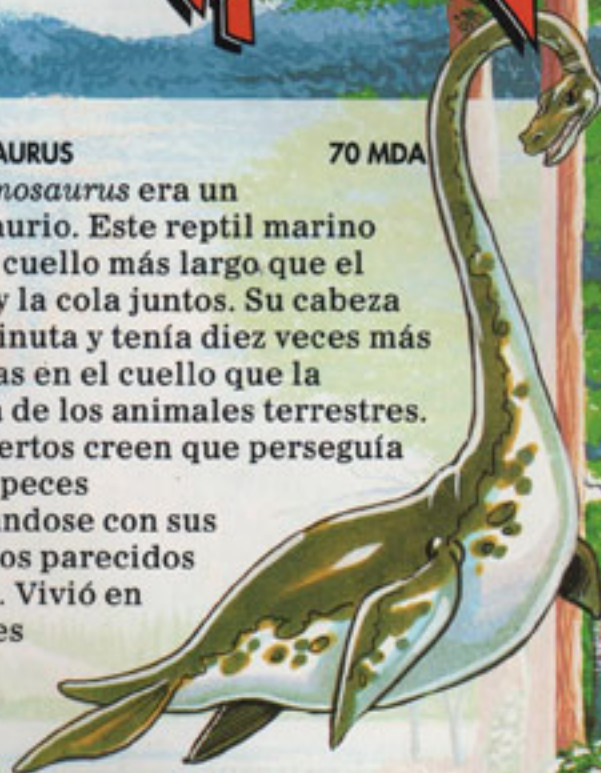 AURUS 70 MDA
nosaurus era un
aurio. Este reptil marino
cuello más largo que el
y la cola juntos. Su cabeza
inuta y tenía diez veces más
as en el cuello que la
a de los animales terrestres.
ertos creen que perseguía
peces
ándose con sus
os parecidos
. Vivió en
es